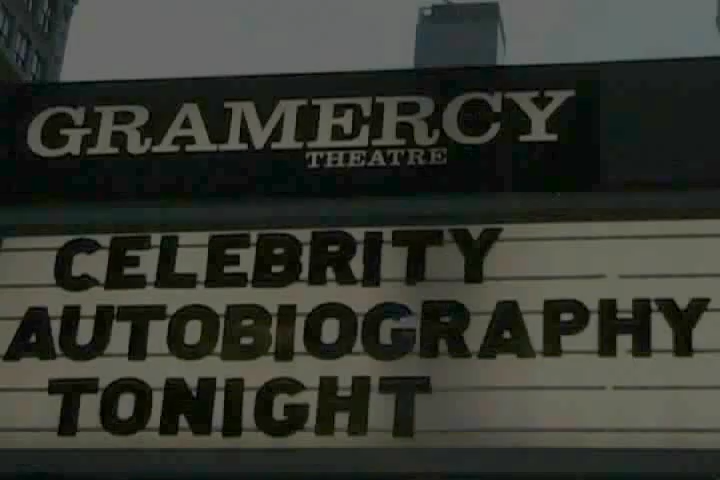 GRAMERCY
THEATRE
CELEBRITY
AUTOBIOGRAPHY
TONIGHT